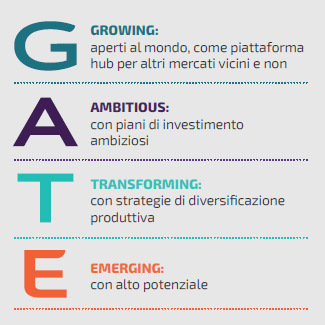 G
GROWING:
aperti al mondo, come piattaforma
hub per altri mercati vicini e non
A
AMBITIOUS:
con piani di investimento
ambiziosi
T
TRANSFORMING:
con strategie di diversificazione
produttiva
E
EMERGING:
con alto potenziale